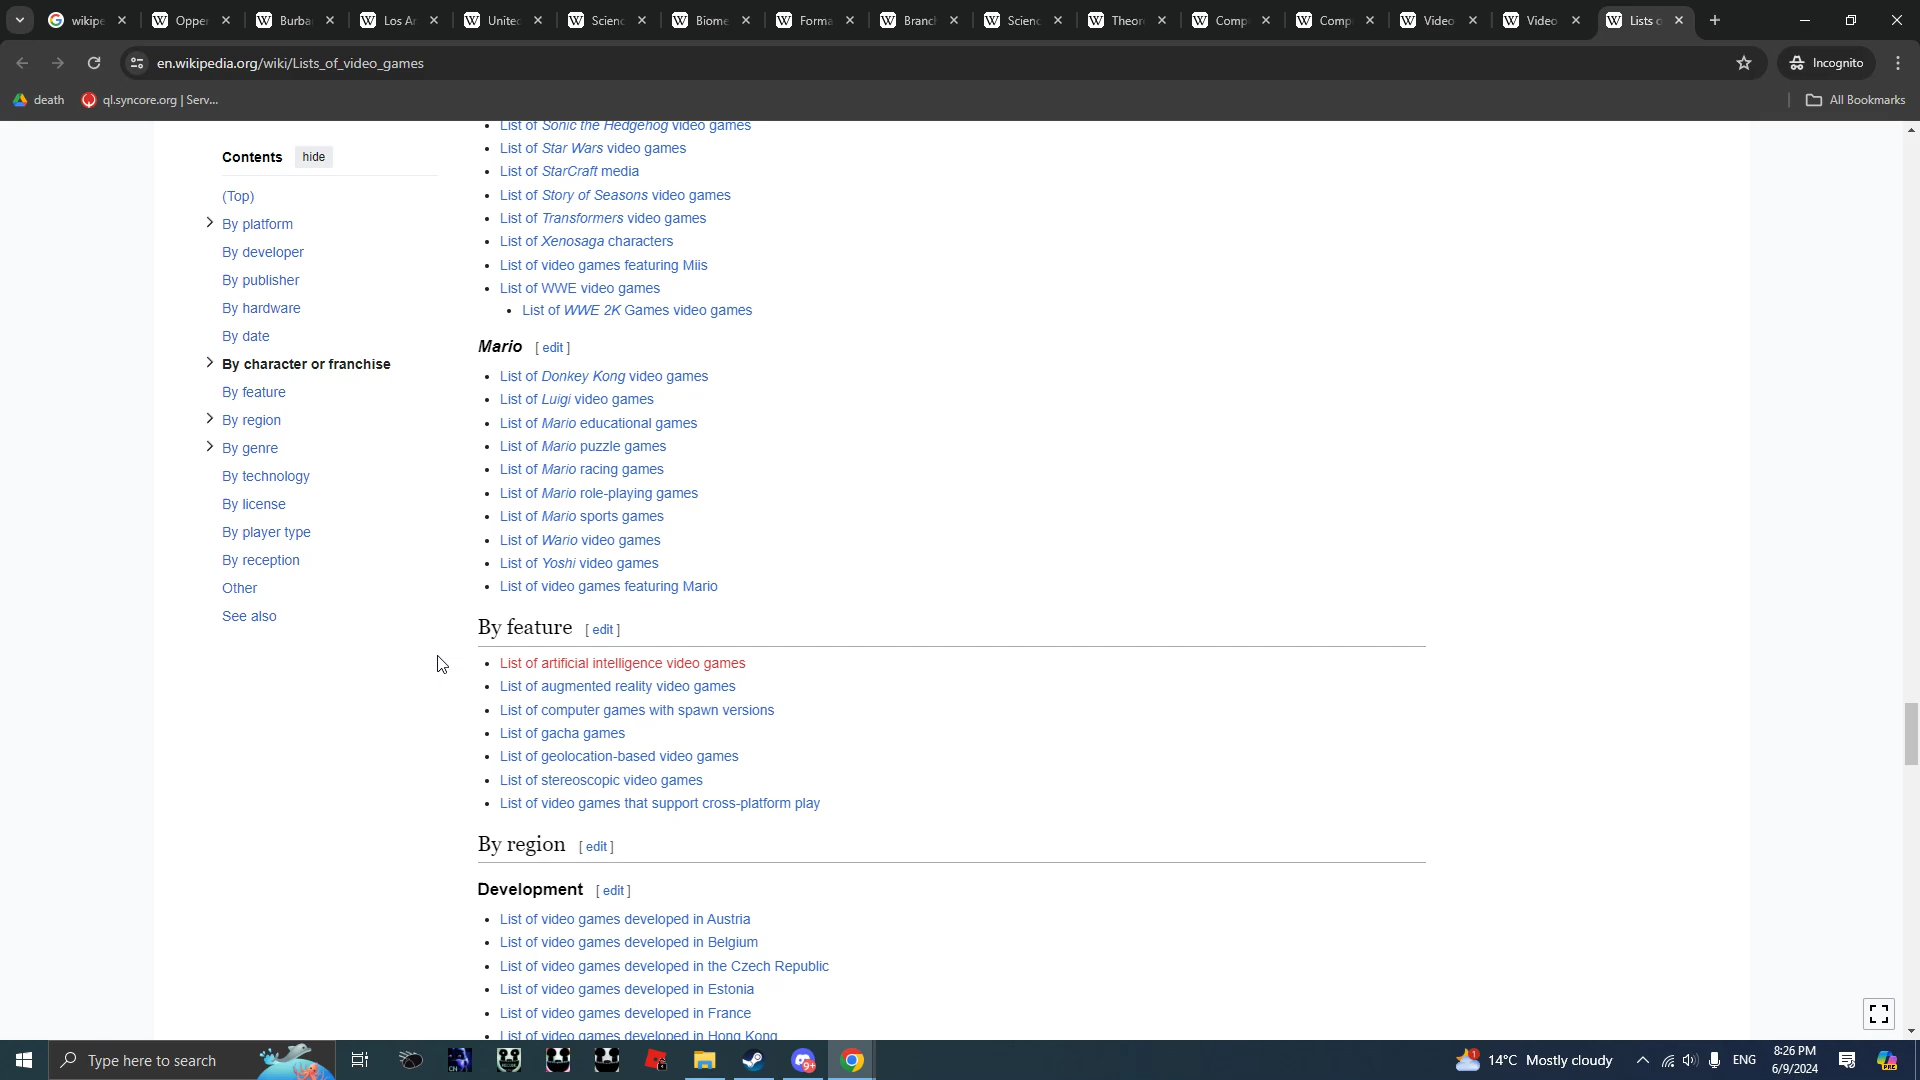 wikipe
Opper
Burba
Los An
United
Scienc
Biome
Forma
Branch
Scienc
Theor
Comp
Comp
Video
Video
Lists o
en.wikipedia.org/wiki/Lists_of_video_games
Incognito
death
ql.syncore.org | Serv...
All Bookmarks
Contents
hide
(Top)
By platform
By developer
By publisher
By hardware
By date
By character or franchise
By feature
By region
By genre
By technology
By license
By player type
By reception
Other
See also
List of Sonic the Hedgehog video games
List of Star Wars video games
List of StarCraft media
List of Story of Seasons video games
List of Transformers video games
List of Xenosaga characters
List of video games featuring Miis
List of WWE video games
List of WWE 2K Games video games
Mario [ edit ]
List of Donkey Kong video games
List of Luigi video games
List of Mario educational games
List of Mario puzzle games
List of Mario racing games
List of Mario role-playing games
List of Mario sports games
List of Wario video games
List of Yoshi video games
List of video games featuring Mario
By feature [ edit ]
List of artificial intelligence video games
List of augmented reality video games
List of computer games with spawn versions
List of gacha games
List of geolocation-based video games
List of stereoscopic video games
List of video games that support cross-platform play
By region [ edit ]
Development [ edit ]
List of video games developed in Austria
List of video games developed in Belgium
List of video games developed in the Czech Republic
List of video games developed in Estonia
List of video games developed in France
List of video games developed in Hong Kong
Type here to search
9+
1
14°C Mostly cloudy
ENG
8:26 PM
6/9/2024